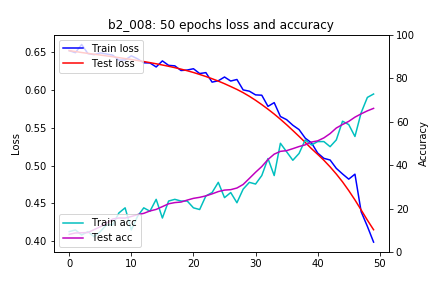 b2_008: 50 epochs loss and accuracy
Train loss
Test loss
Train acc
Test acc
Loss
0.65
0.60
0.55
0.50
0.45
0.40
Accuracy
100
80
60
40
20
0
0 10 20 30 40 50